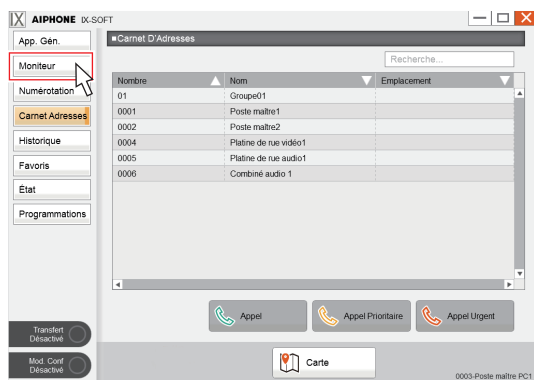 IX AIPHONE IX-SOFT
App. Gén.
Moniteur
Numérotation
Carnet Adresses
Historique
Favoris
État
Programmations
Transfert
Désactivé
Mod. Conf
Désactivé
■Carnet D'Adresses
Recherche...
Nombre Nom Emplacement
01 Groupe01
0001 Poste maître1
0002 Poste maître2
0004 Platine de rue vidéo1
0005 Platine de rue audio1
0006 Combiné audio 1
Appel Appel Prioritaire Appel Urgent
Carte
0003-Poste maître PC1